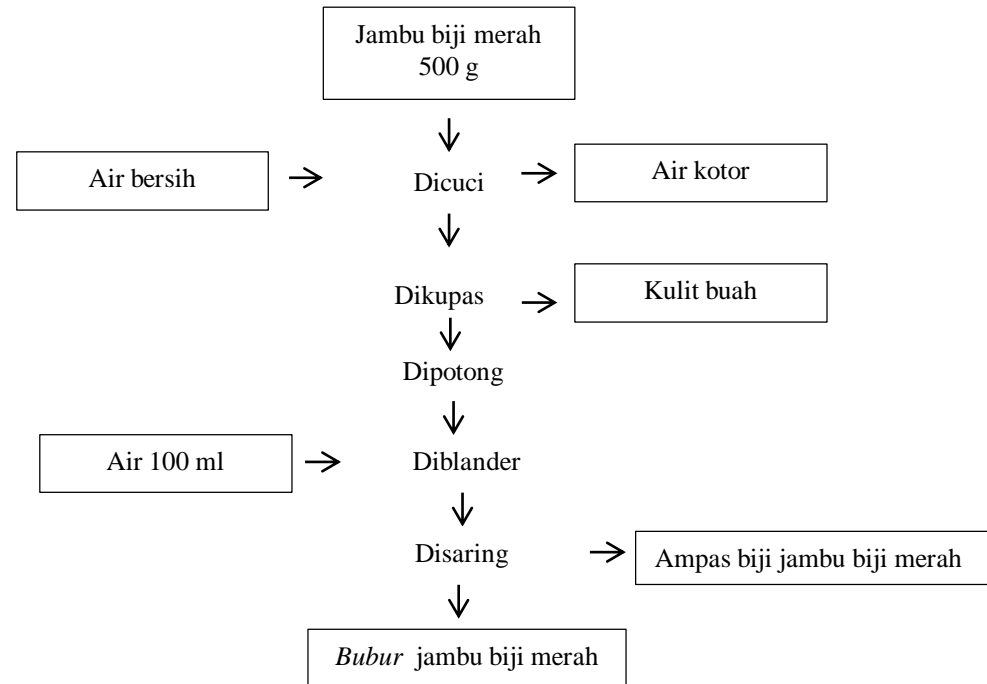 Jambu biji merah
500 g
Air bersih
Dicuci
Air kotor
Dikupas
Kulit buah
Dipotong
Air 100 ml
Diblander
Disaring
Ampas biji jambu biji merah
Bubur jambu biji merah